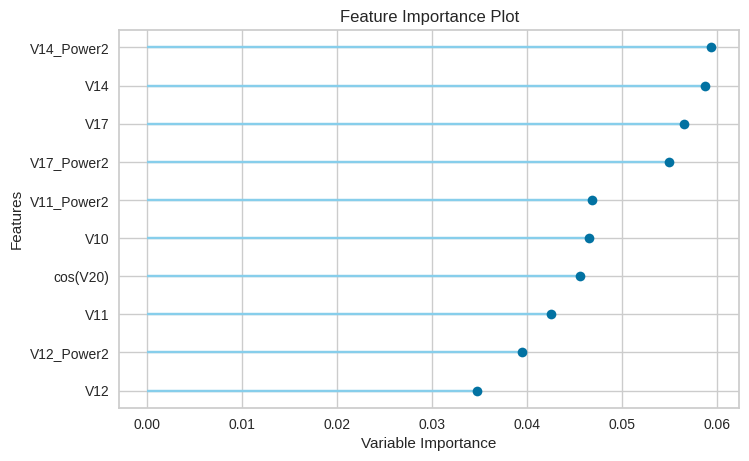 Feature Importance Plot
Features
V14_Power2
V14
V17
V17_Power2
V11_Power2
V10
cos(V20)
V11
V12_Power2
V12
0.00 0.01 0.02 0.03 0.04 0.05 0.06
Variable Importance